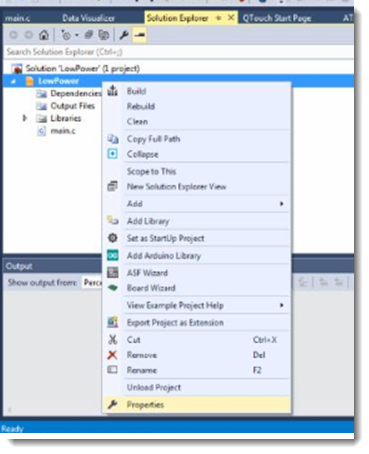 main.c Data Visualizer Solution Explorer QTouch Start Page AT
Search Solution Explorer (Ctrl+;)
Solution 'LowPower' (1 project)
LowPower
Dependencies
Output Files
Libraries
main.c
Build
Rebuild
Clean
Copy Full Path
Collapse
Scope to This
New Solution Explorer View
Add
Add Library
Set as StartUp Project
Add Arduino Library
ASF Wizard
Board Wizard
View Example Project Help
Export Project as Extension
Cut Ctrl+X
Remove Del
Rename F2
Unload Project
Properties
Output
Show output from: Perc
Ready